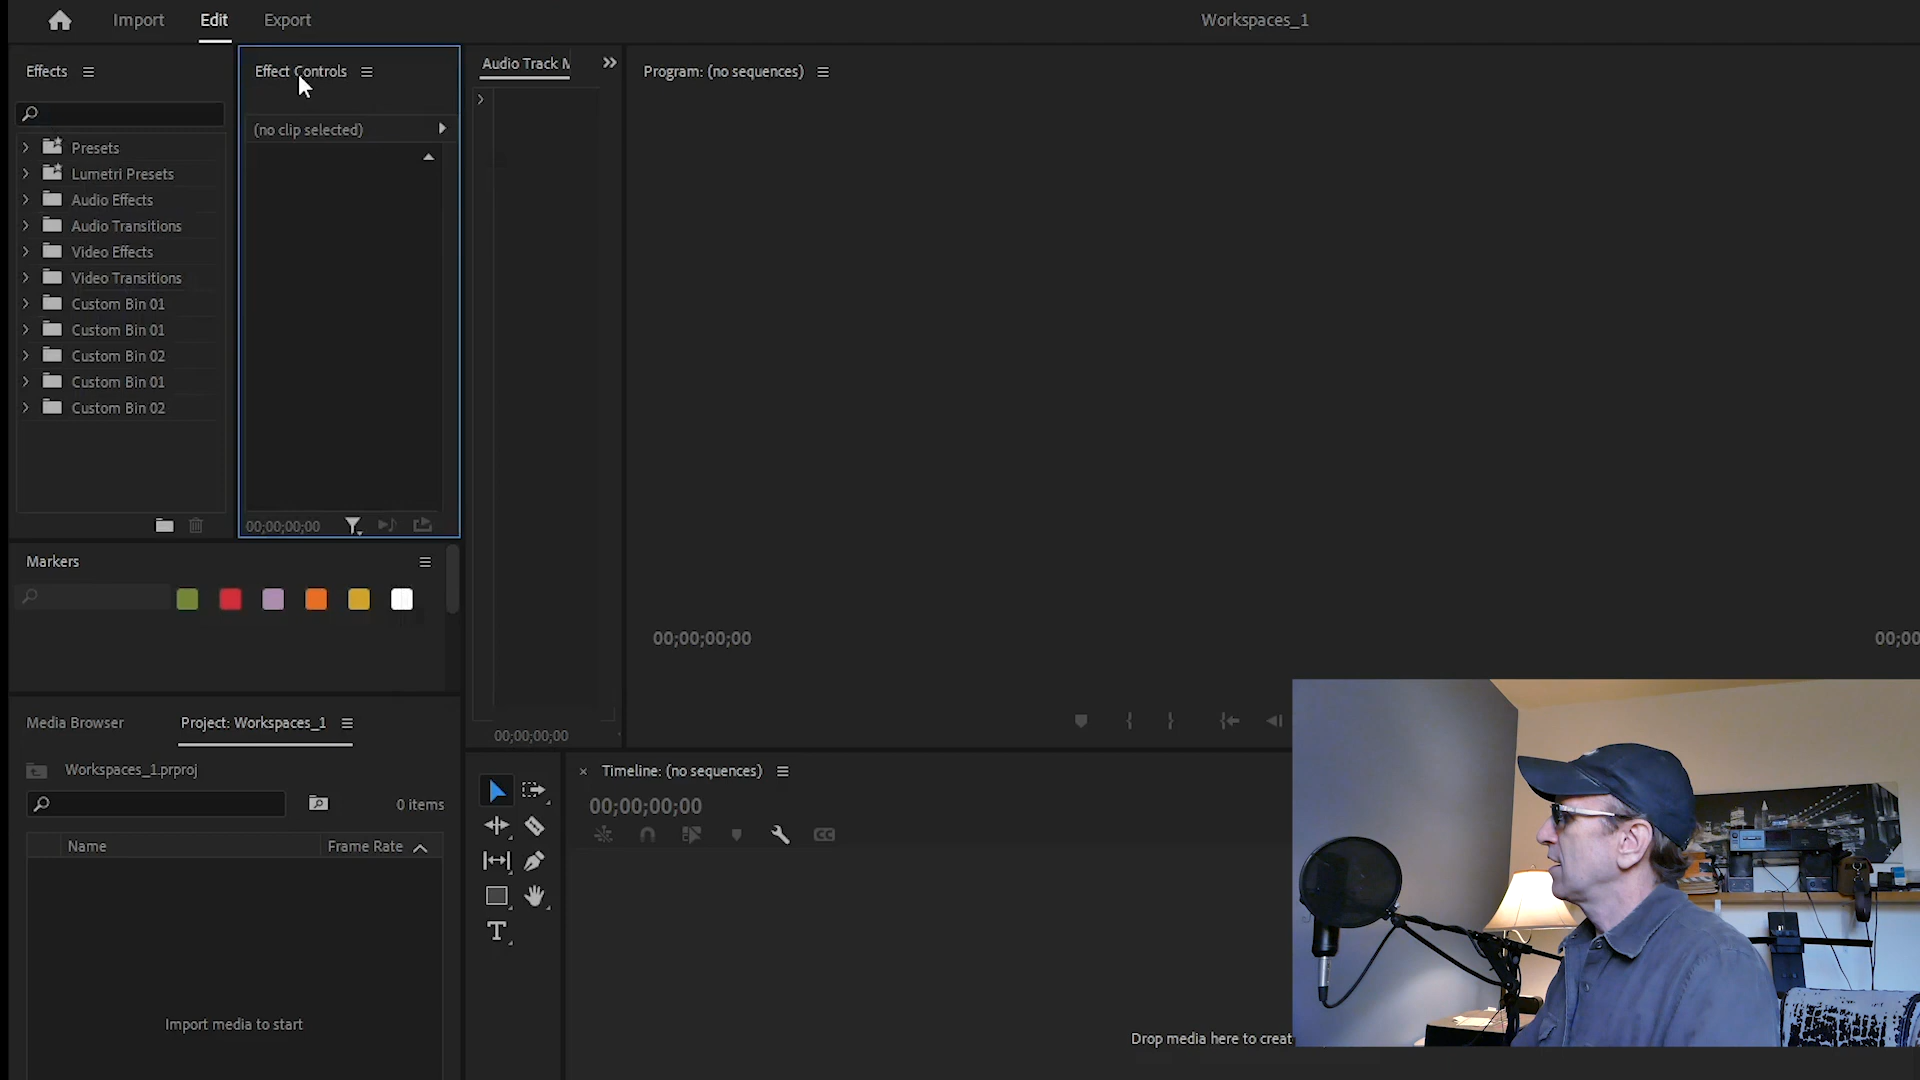 Import
Edit
Export
Workspaces_1
Effects
Effect Controls
Audio Track M
Program: (no sequences)
(no clip selected)
Presets
Lumetri Presets
Audio Effects
Audio Transitions
Video Effects
Video Transitions
Custom Bin 01
Custom Bin 01
Custom Bin 02
Custom Bin 01
Custom Bin 02
00;00;00;00
Markers
00;00;00;00
00;00
Media Browser
Project: Workspaces_1
00;00;00;00
Workspaces_1.prproj
0 items
Name
Frame Rate
Import media to start
Timeline: (no sequences)
00;00;00;00
CC
T
Drop media here to creat